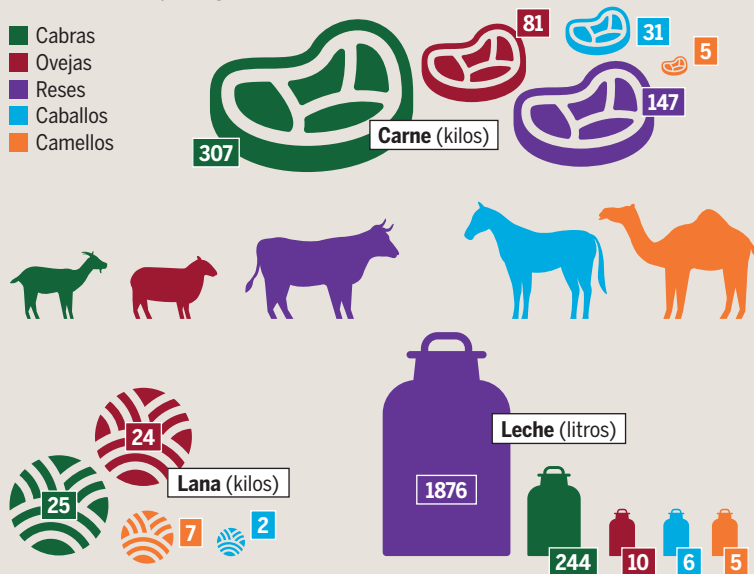 Cabras
Ovejas
Reses
Caballos
Camellos
81
31
5
147
307
Carne (kilos)
24
25
Lana (kilos)
7
2
Leche (litros)
1876
244
10
6
5